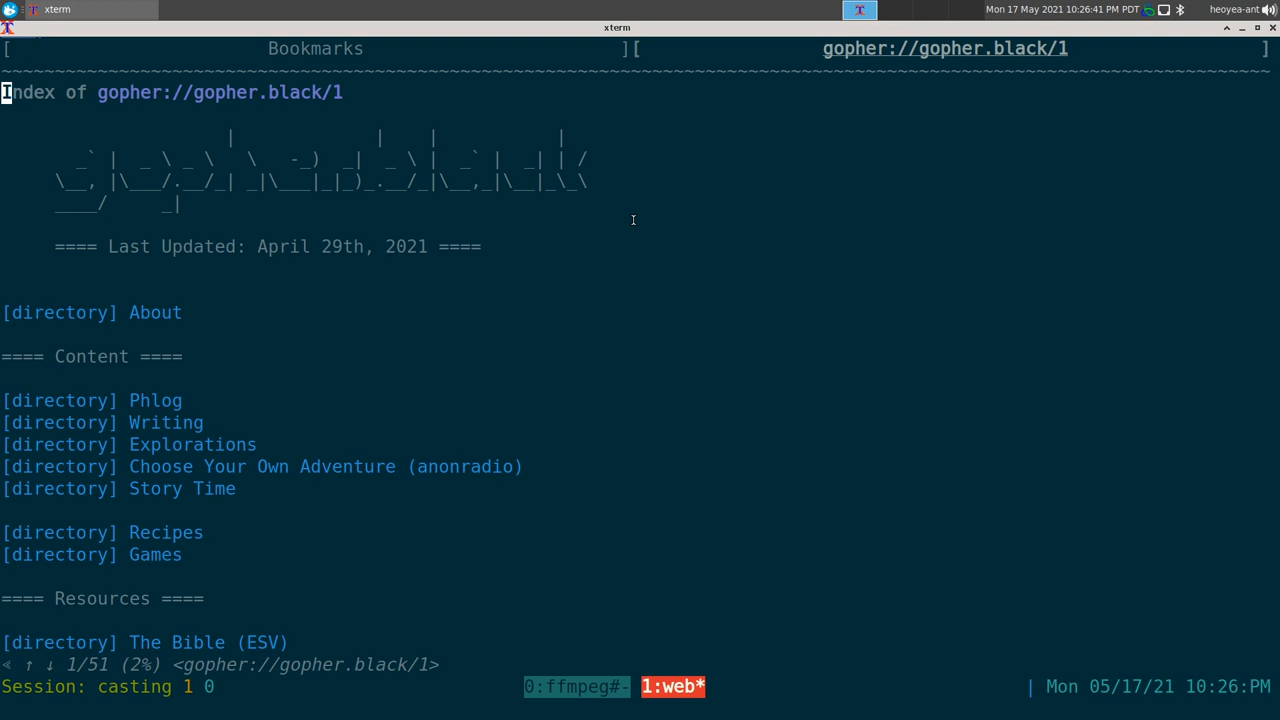 xterm
Mon 17 May 2021 10:26:41 PM PDT
heoyea-ant
xterm
[ Bookmarks ][ gopher://gopher.black/1 ]
~~~~~~~~~~~~~~~~~~~~~~~~~~~~~~~~~~~~~~~~~~~~~~~~~~~~~~~~~~~~~~~~~~~~~~~~~~~~~~~~~~~~~~~~~~~~~~~~~~~~~~~~~~~~~~~~~~~~~~~
Index of gopher://gopher.black/1
==== Last Updated: April 29th, 2021 ====
[directory] About
==== Content ====
[directory] Phlog
[directory] Writing
[directory] Explorations
[directory] Choose Your Own Adventure (anonradio)
[directory] Story Time
[directory] Recipes
[directory] Games
==== Resources ====
[directory] The Bible (ESV)
⊰ ↑ ↓ 1/51 (2%) <gopher://gopher.black/1>
Session: casting 1 0 0:ffmpeg#- 1:web* | Mon 05/17/21 10:26PM